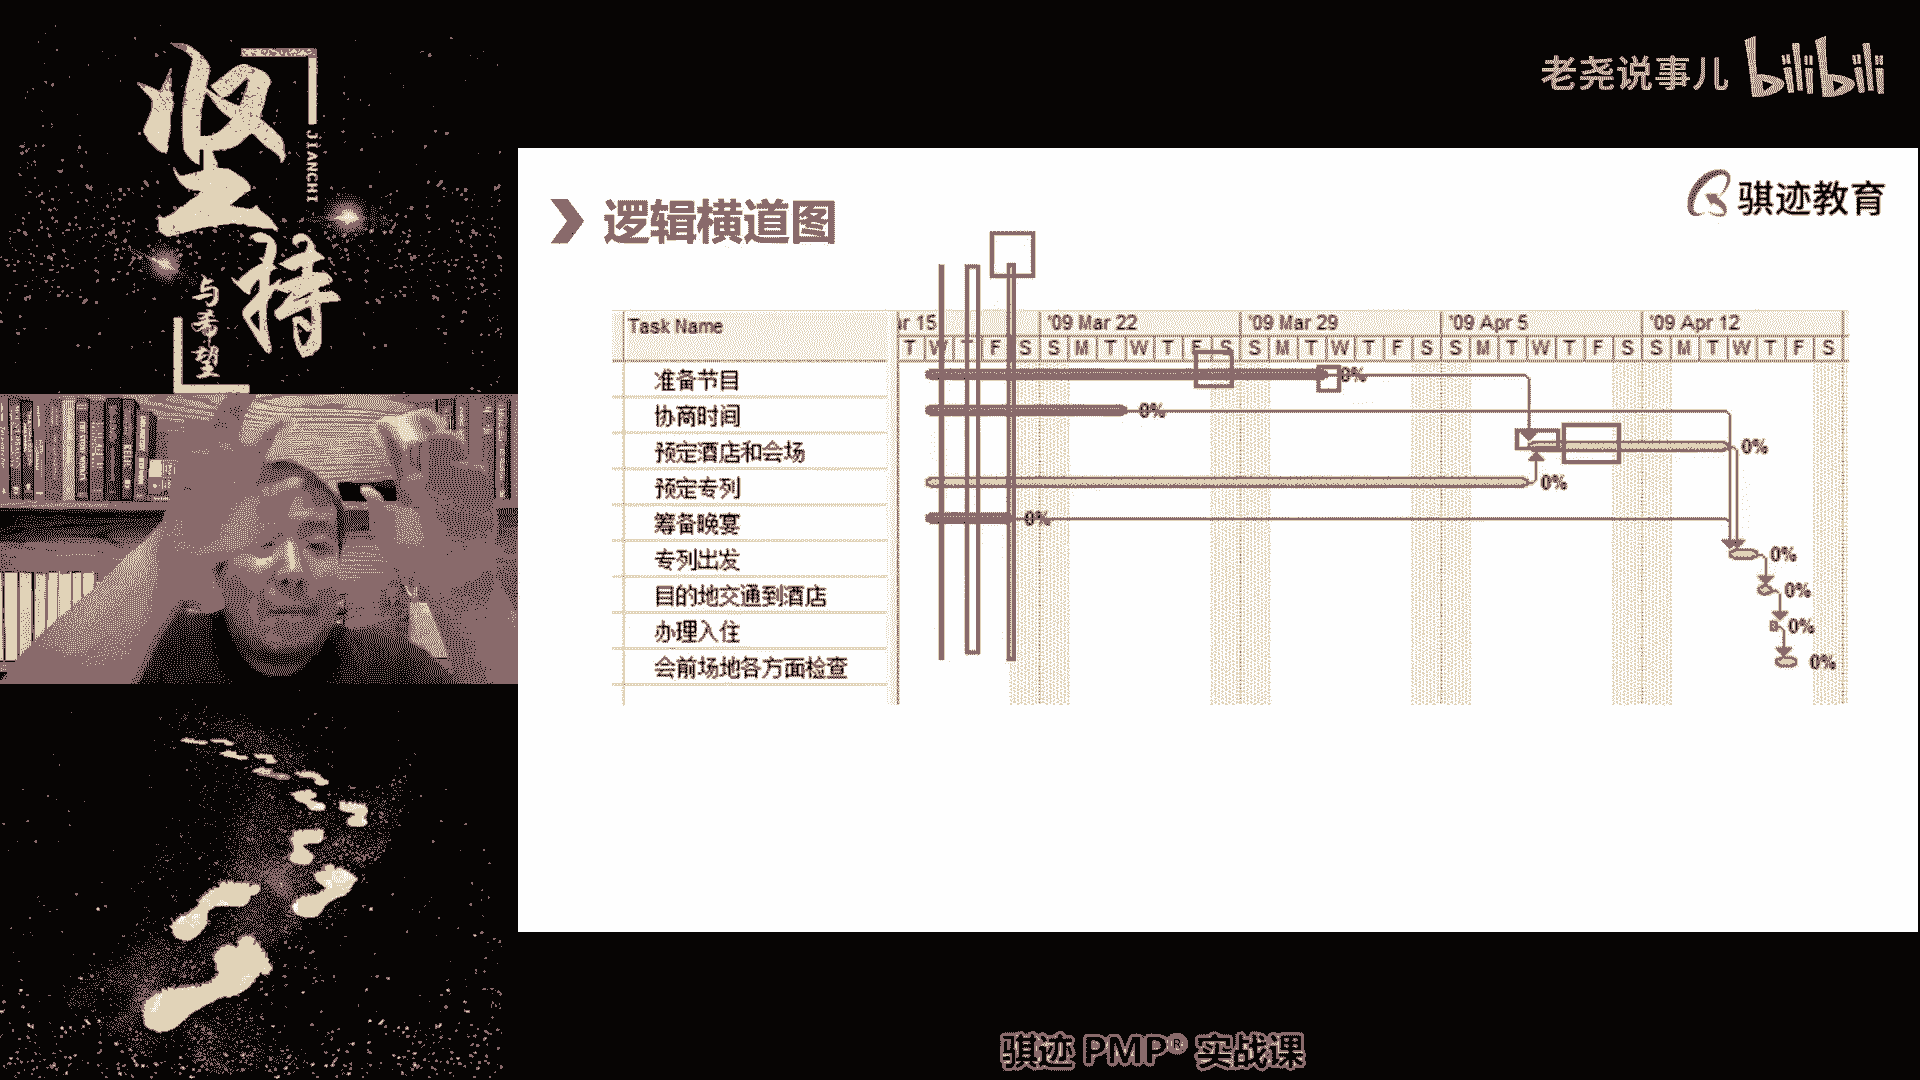 坚持
JIANCHI
与希望
老尧说事儿 bilibili
骐迹教育
逻辑横道图
Task Name
ar 15 '09 Mar 22 '09 Mar 29 '09 Apr 5 '09 Apr 12
T W T F S S M T W T F S S M T W T F S S M T W T F S S M T W T F S
准备节目 0%
协商时间 0%
预定酒店和会场 0%
预定专列 0%
筹备晚宴 0%
专列出发 0%
目的地交通到酒店 0%
办理入住 0%
会前场地各方面检查 0%
骐迹 PMP® 实战课